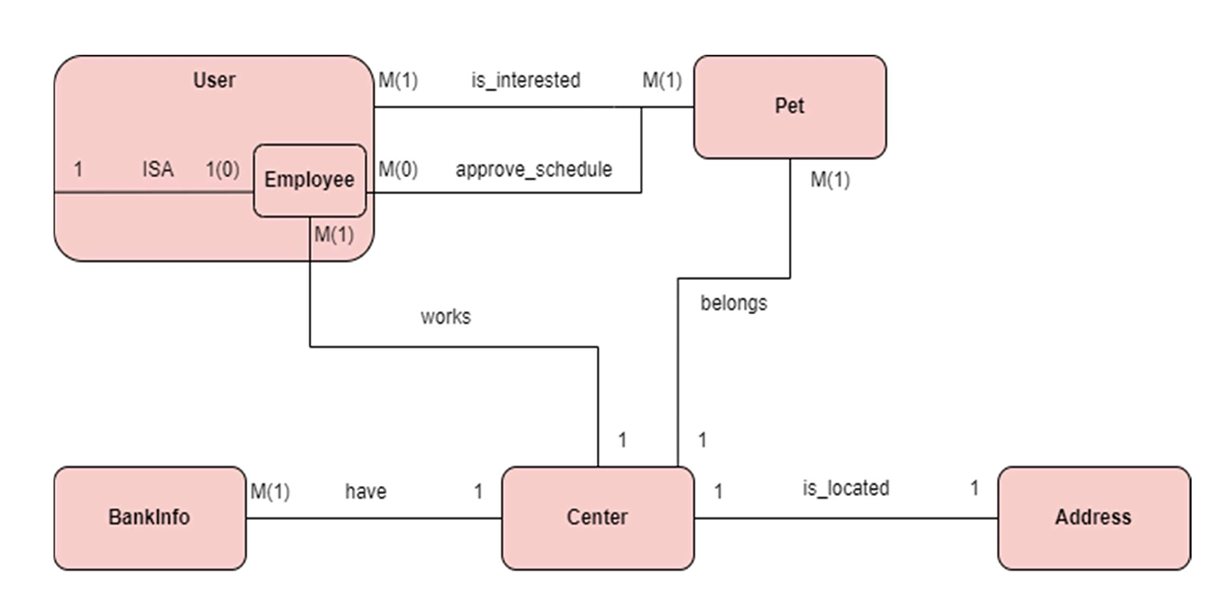 User
M(1) is_interested M(1)
Pet
1 ISA 1(0)
Employee
M(0) approve_schedule
M(1)
M(1)
works
belongs
1
1
BankInfo
M(1) have 1
Center
1 is_located 1
Address